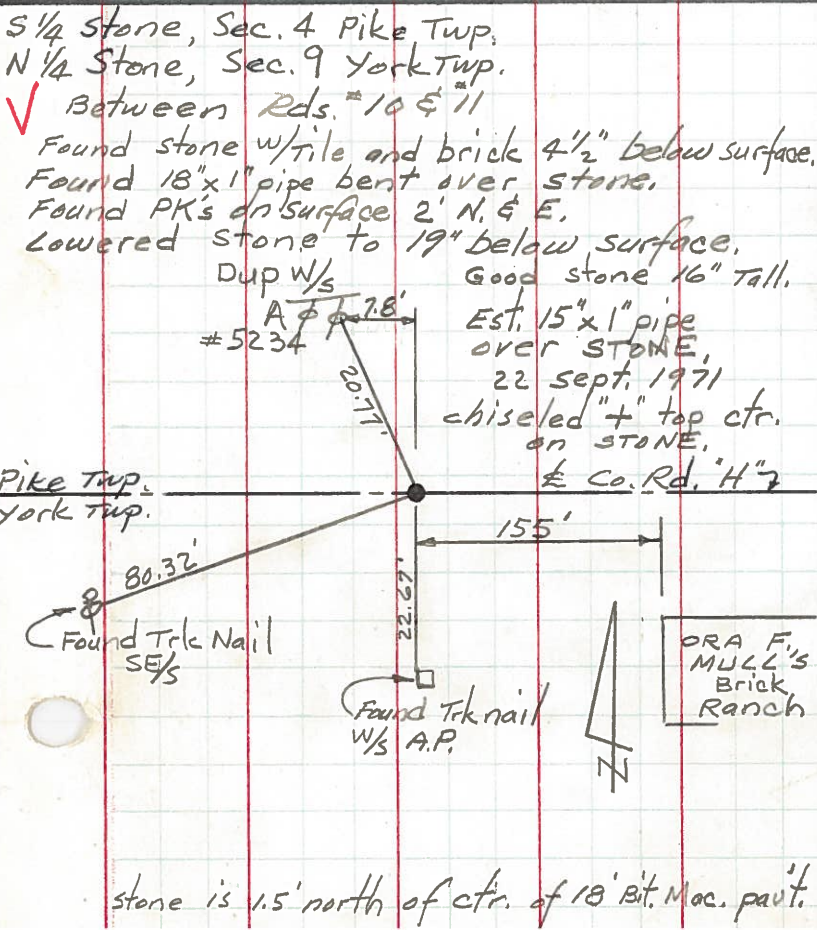 S 1/4 Stone, Sec. 4 Pike Twp.
N 1/4 Stone, Sec. 9 York Twp.
√ Between Rds. #10 & #11
Found stone w/Tile and brick 4 1/2" below surface.
Found 18"x1" pipe bent over stone.
Found PK's on surface 2' N. & E.
Lowered stone to 19" below surface.
Dup W/s
Good stone 16" Tall.
A
7.8'
#5234
Est. 15"x1" pipe
over STONE,
22 Sept. 1971
chiseled "+" top ctr.
on STONE.
20.77'
Pike Twp.
York Twp.
℄ Co. Rd. "H"
155'
80.32'
22.67'
Found Trk Nail
SE/s
Found Trk nail
W/s A.P.
ORA F.
MULL'S
Brick
Ranch
N
stone is 1.5' north of ctr. of 18' Bit. Mac. pav't.